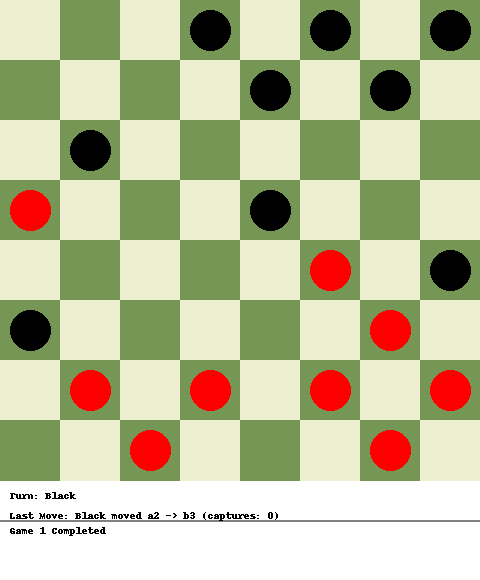 Turn: Black
Last Move: Black moved a2 -> b3 (captures: 0)
Game 1 Completed